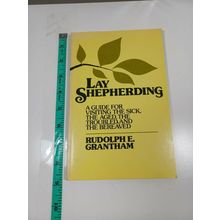 LAY
SHEPHERDING
A GUIDE FOR
VISITING THE SICK,
THE AGED, THE
TROUBLED, AND
THE BEREAVED
RUDOLPH E.
GRANTHAM